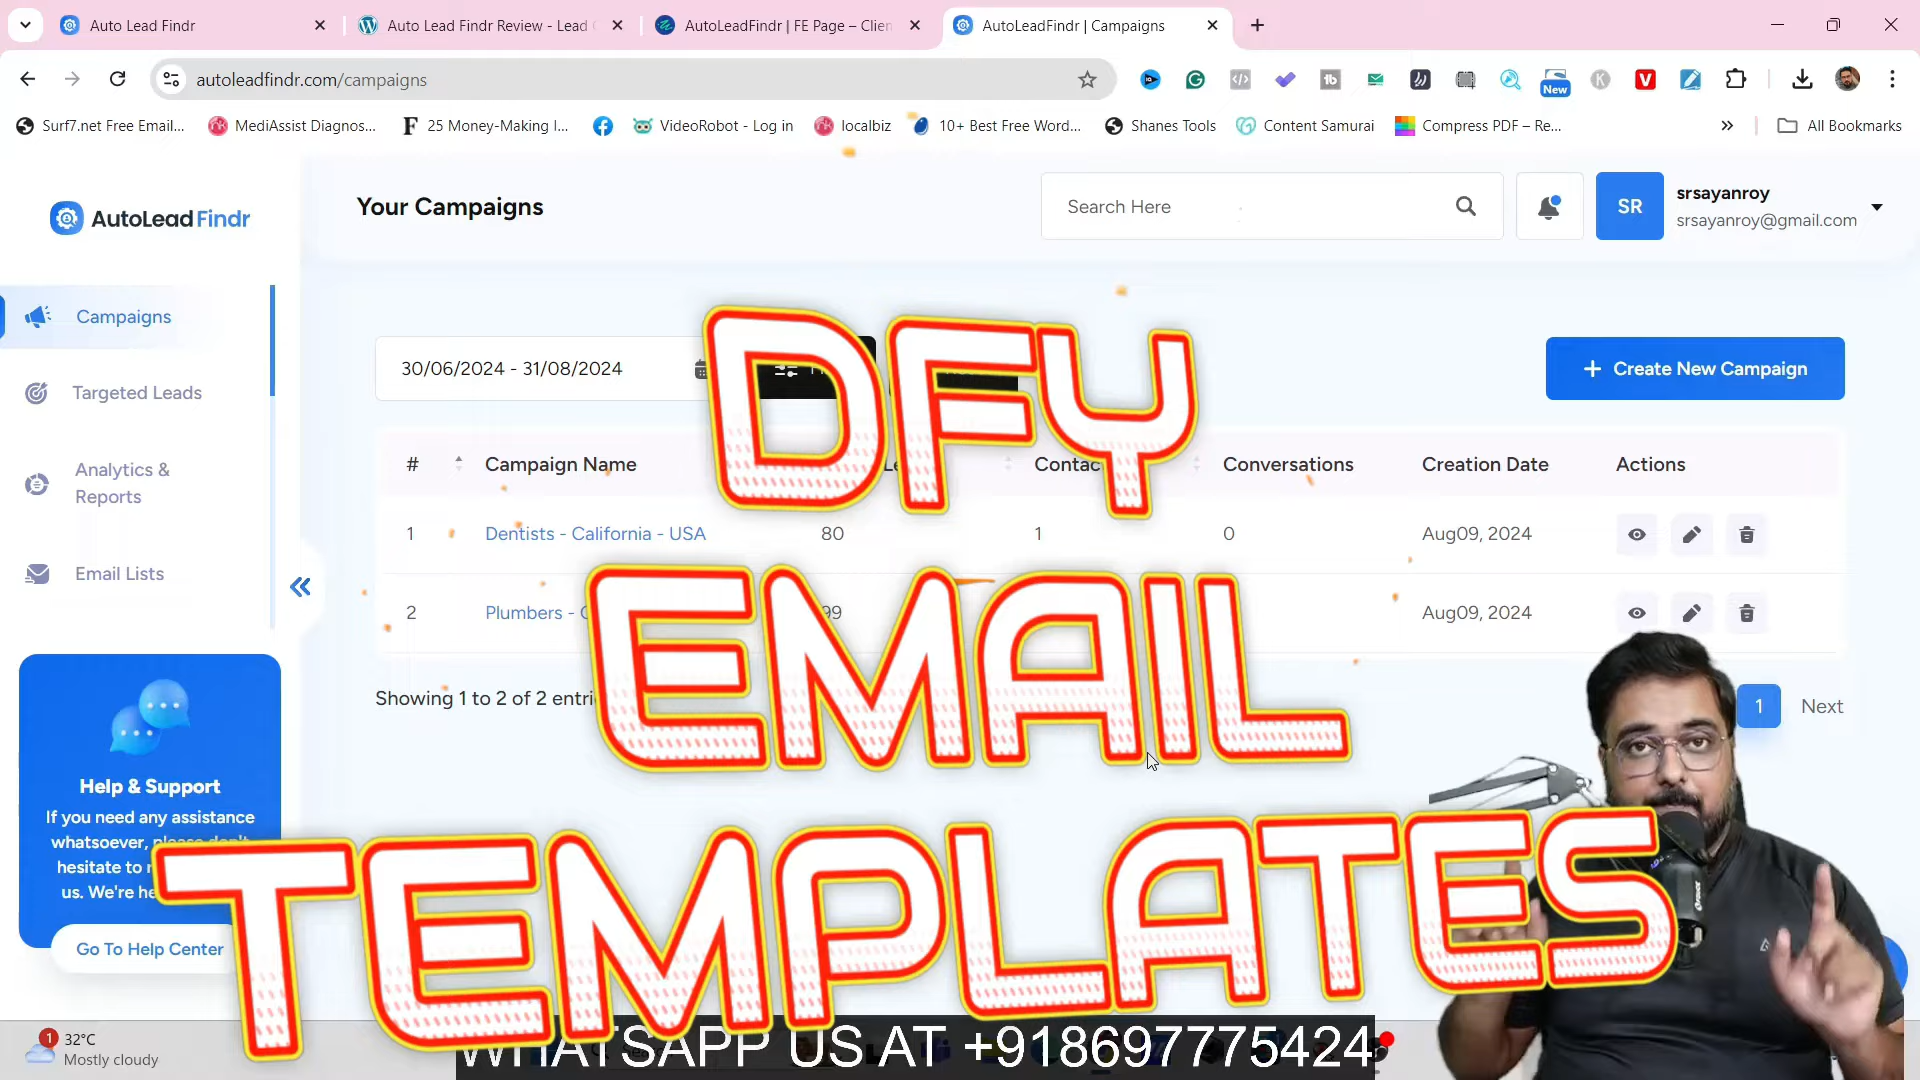 Auto Lead Findr
Auto Lead Findr Review - Lead
AutoLeadFindr | FE Page – Clien
AutoLeadFindr | Campaigns
autoleadfindr.com/campaigns
New
Surf7.net Free Email...
MediAssist Diagnos...
25 Money-Making I...
VideoRobot - Log in
localbiz
10+ Best Free Word...
Shanes Tools
Content Samurai
Compress PDF – Re...
All Bookmarks
AutoLeadFindr
Your Campaigns
Search Here
SR
srsayanroy
srsayanroy@gmail.com
Campaigns
Targeted Leads
Analytics &
Reports
Email Lists
30/06/2024 - 31/08/2024
+ Create New Campaign
# Campaign Name Conversations Creation Date Actions
1 Dentists - California - USA 80 1 0 Aug09, 2024
2 Plumbers - Aug09, 2024
Showing 1 to 2 of 2 entri
1 Next
DFY
EMAIL
TEMPLATES
Help & Support
If you need any assistance
whatsoever, please don't
hesitate to
us. We're he
Go To Help Center
1
32°C
Mostly cloudy
WHATSAPP US AT +918697775424